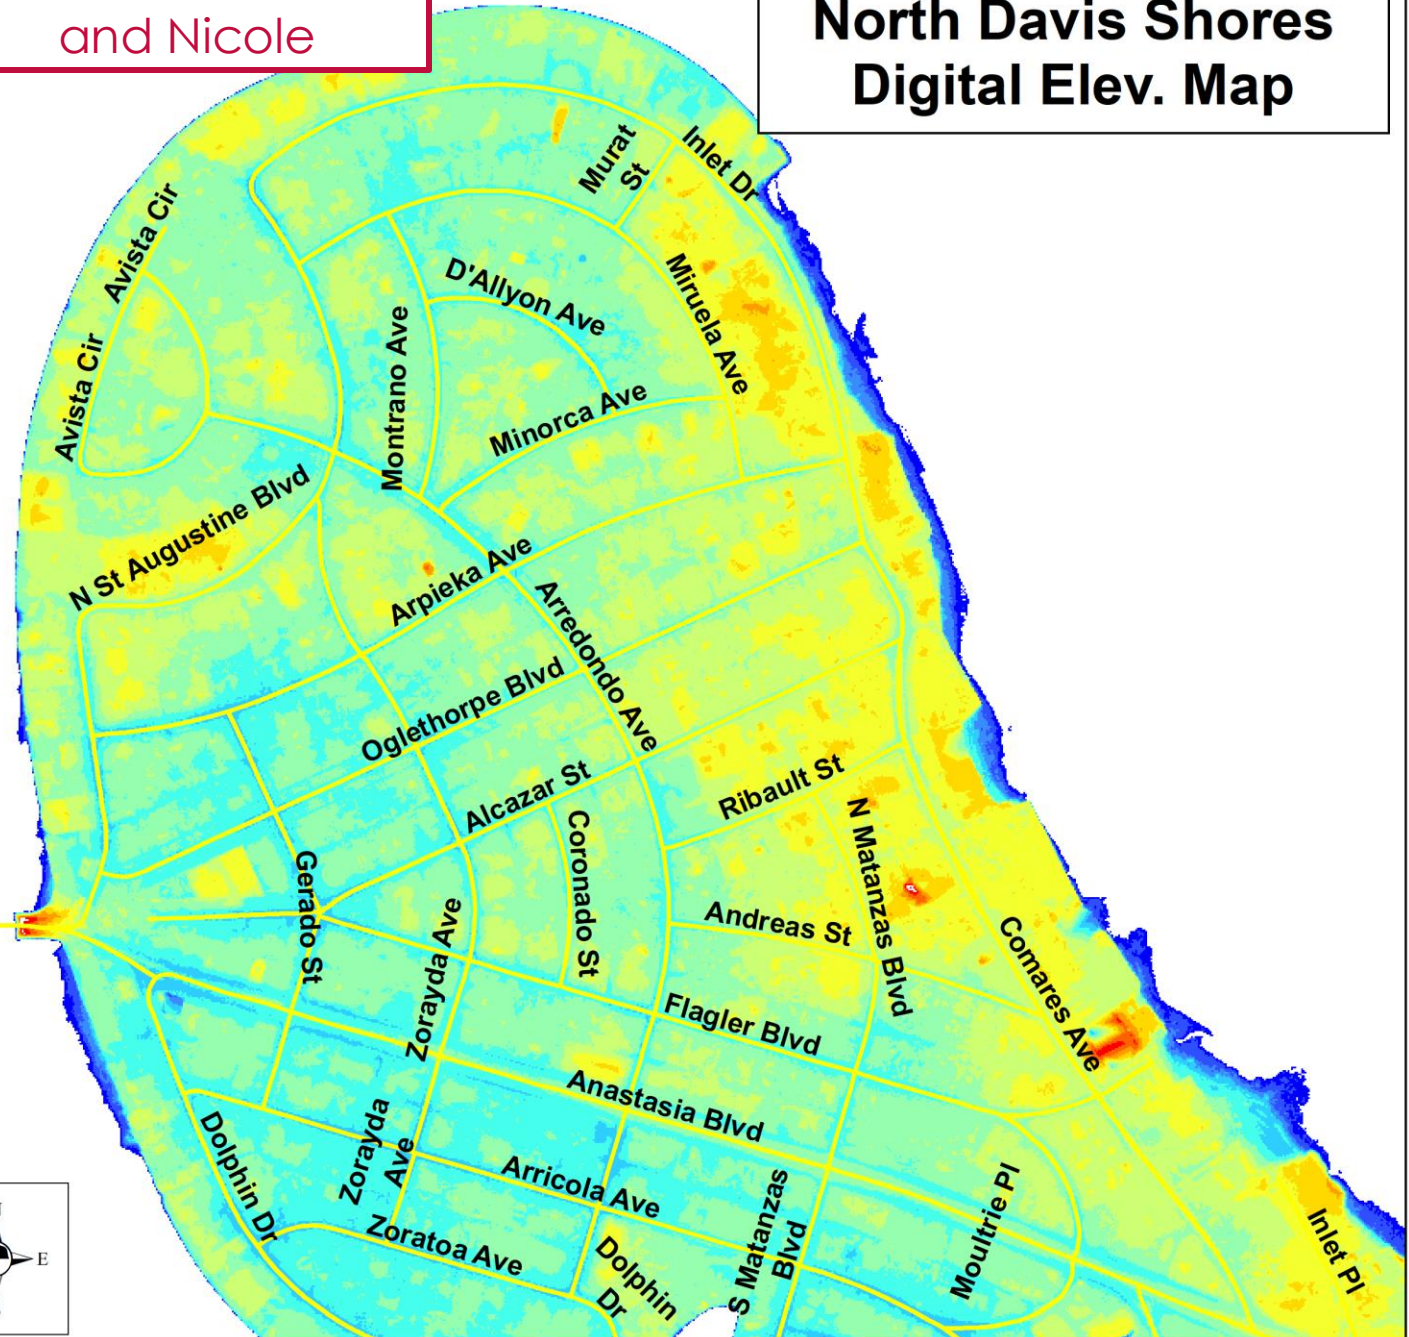 and Nicole
North Davis Shores
Digital Elev. Map
Murat
St
Inlet Dr
Avista Cir
D'Allyon Ave
Miruela Ave
Montrano Ave
Avista Cir
Minorca Ave
N St Augustine Blvd
Arpieka Ave
Arredondo Ave
Oglethorpe Blvd
Alcazar St
Ribault St
Coronado St
N Matanzas Blvd
Gerado St
Zorayda Ave
Andreas St
Comares Ave
Flagler Blvd
Anastasia Blvd
Zorayda
Ave
Dolphin Dr
Arricola Ave
S Matanzas
Blvd
Moultrie Pl
Zoratoa Ave
Dolphin
Dr
Inlet Pl
E